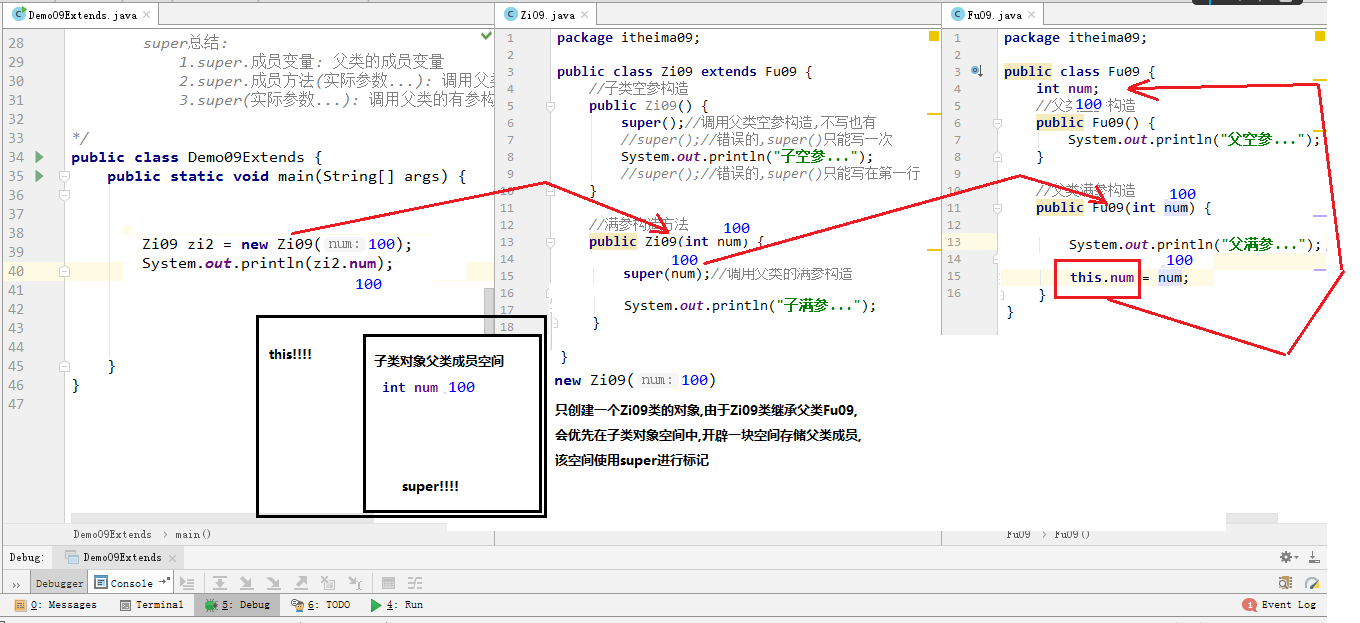 Demo09Extends.java
Zi09.java
Fu09.java
28 super总结:
29 1.super.成员变量: 父类的成员变量
30 2.super.成员方法(实际参数...): 调用父
31 3.super(实际参数...): 调用父类的有参构
32
33 */
34 public class Demo09Extends {
35 public static void main(String[] args) {
36
37
38 Zi09 zi2 = new Zi09( num: 100);
39 System.out.println(zi2.num);
40
100
41
42
43
44
45 }
46 }
47
this!!!!
子类对象父类成员空间
int num 100
super!!!!
1 package itheima09;
2
3 public class Zi09 extends Fu09 {
4 //子类空参构造
5 public Zi09() {
6 super();//调用父类空参构造,不写也有
7 //super();//错误的,super()只能写一次
8 System.out.println("子空参...");
9 //super();//错误的,super()只能写在第一行
10 }
11
12 //满参构造方法
100
13 public Zi09(int num) {
14 100
15 super(num);//调用父类的满参构造
16
17 System.out.println("子满参...");
18 }
}
new Zi09( num: 100)
只创建一个Zi09类的对象,由于Zi09类继承父类Fu09,
会优先在子类对象空间中,开辟一块空间存储父类成员,
该空间使用super进行标记
1 package itheima09;
2
3 public class Fu09 {
4 int num;
5 //父 100 构造
6 public Fu09() {
7 System.out.println("父空参...");
8 }
9
10 //父类满参构造
100
11 public Fu09(int num) {
12
13 System.out.println("父满参...");
14 100
15 this.num = num;
16 }
}
Demo09Extends > main()
Fu09 > Fu09()
Debug: Demo09Extends
Debugger Console
0: Messages Terminal 5: Debug 6: TODO 4: Run 1 Event Log